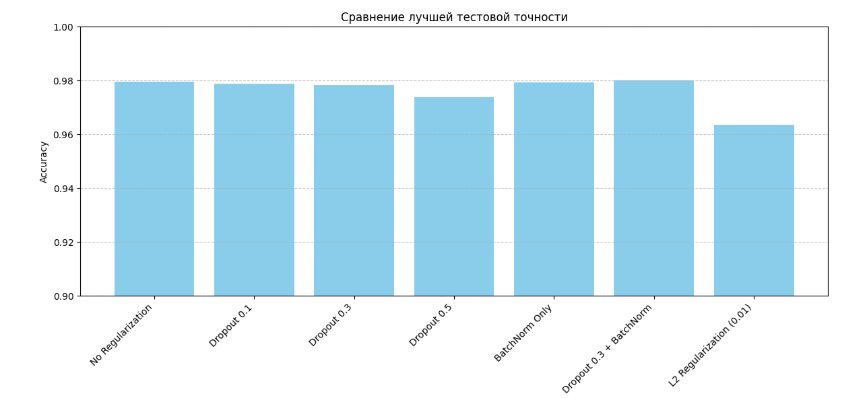 Сравнение лучшей тестовой точности
1.00
0.98
0.96
0.94
0.92
0.90
Accuracy
No Regularization
Dropout 0.1
Dropout 0.3
Dropout 0.5
BatchNorm Only
Dropout 0.3 + BatchNorm
L2 Regularization (0.01)